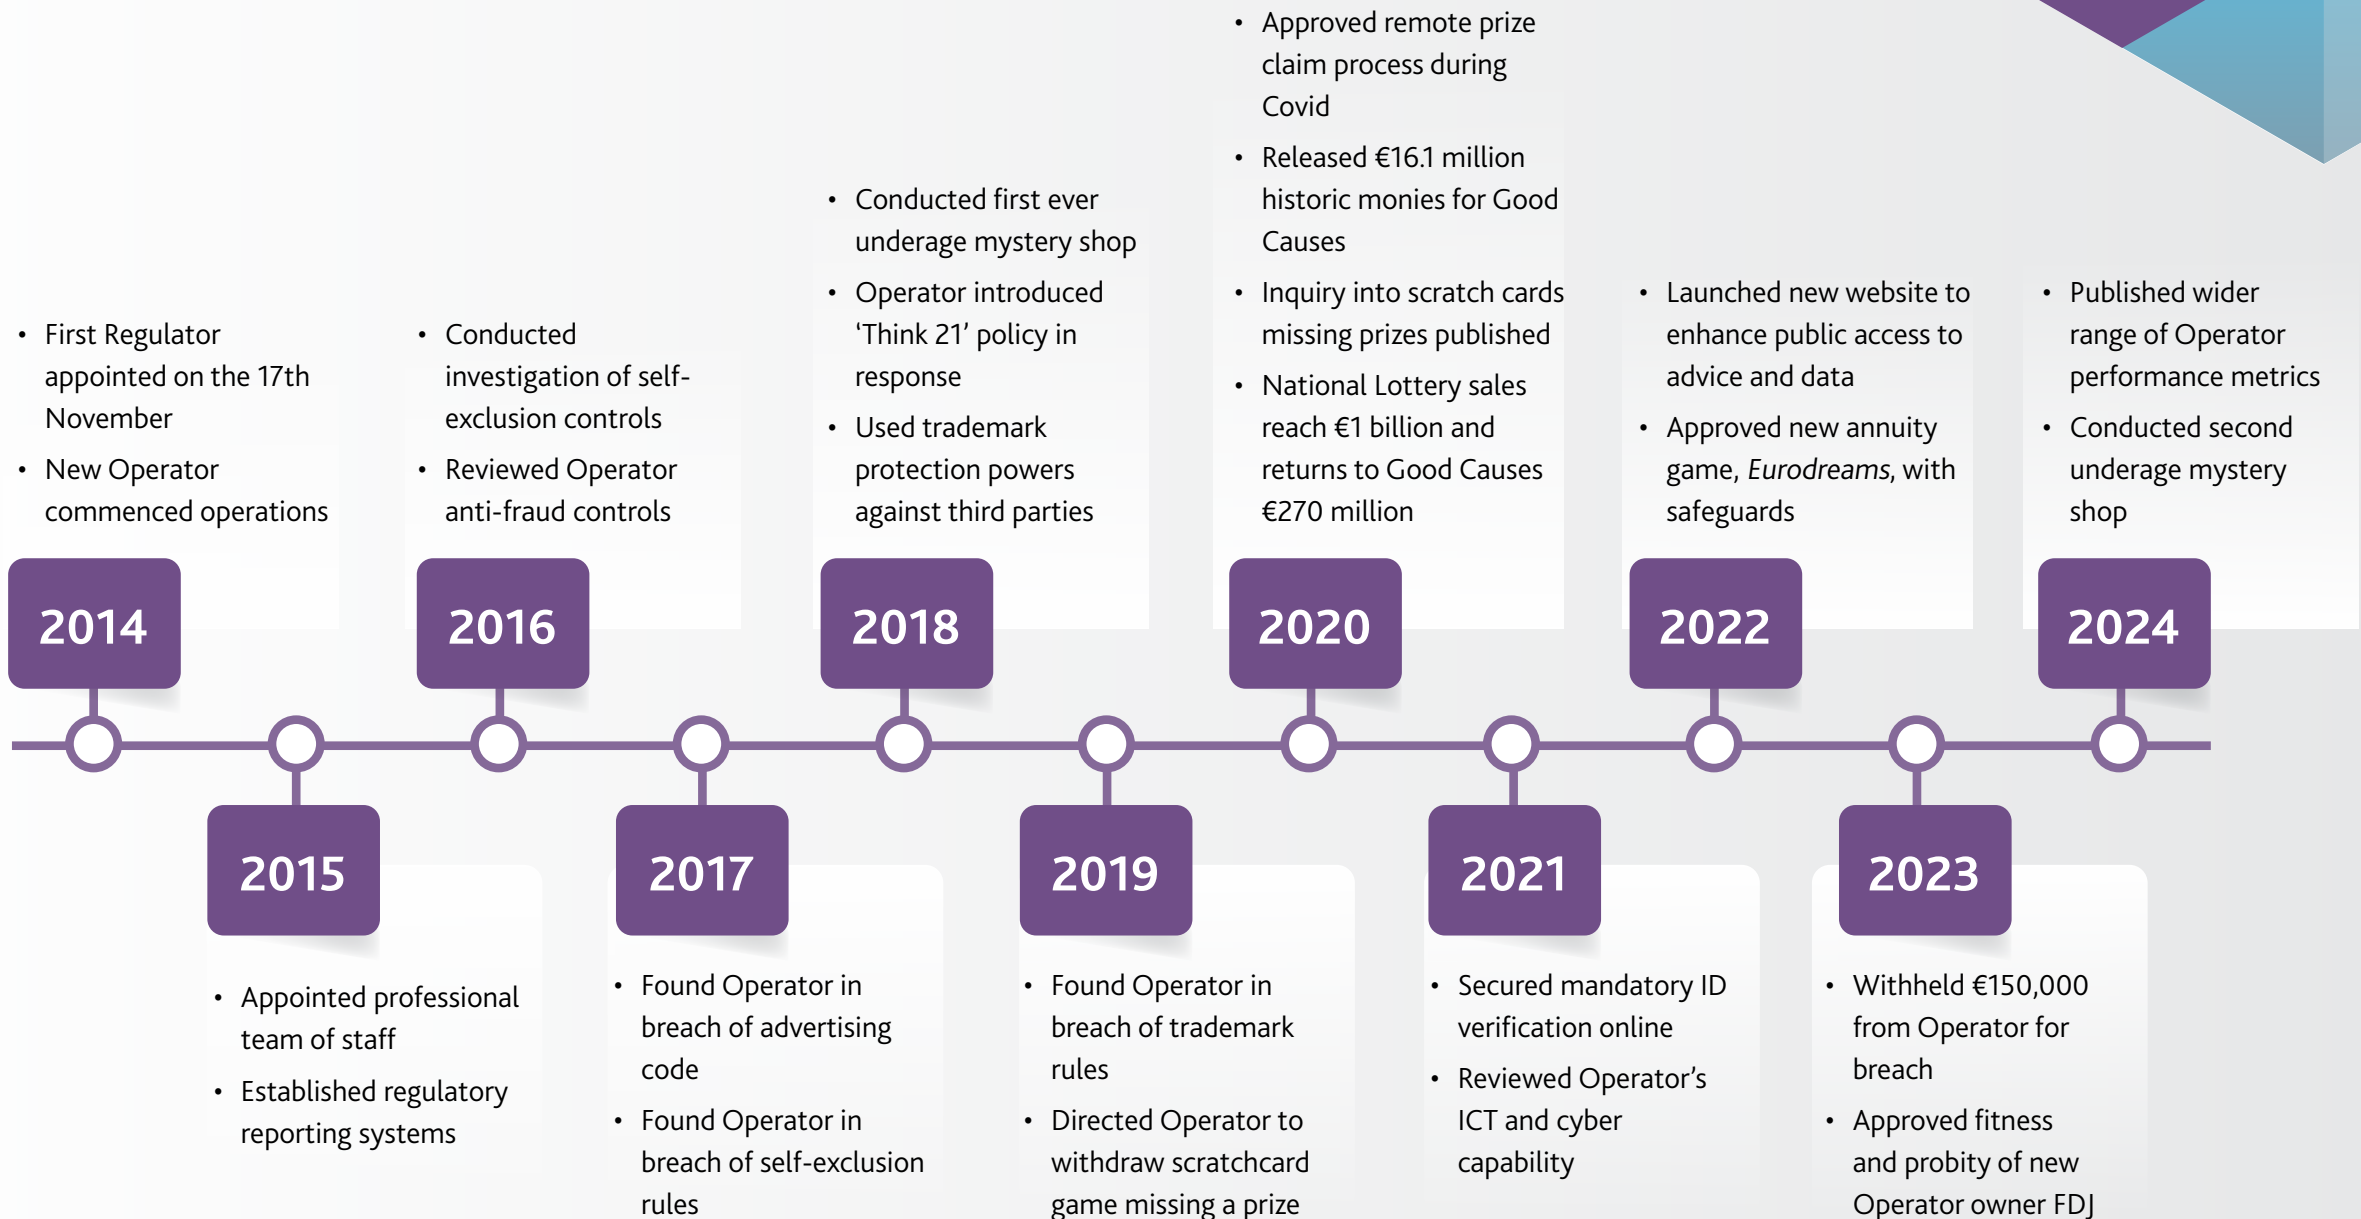 • First Regulator
appointed on the 17th
November
• New Operator
commenced operations
2014
• Appointed professional
team of staff
• Established regulatory
reporting systems
2015
• Conducted
investigation of self-
exclusion controls
• Reviewed Operator
anti-fraud controls
2016
2017
• Found Operator in
breach of advertising
code
• Found Operator in
breach of self-exclusion
rules
• Conducted first ever
underage mystery shop
• Operator introduced
‘Think 21’ policy in
response
• Used trademark
protection powers
against third parties
2018
2019
• Found Operator in
breach of trademark
rules
• Directed Operator to
withdraw scratchcard
game missing a prize
• Approved remote prize
claim process during
Covid
• Released €16.1 million
historic monies for Good
Causes
• Inquiry into scratch cards
missing prizes published
• National Lottery sales
reach €1 billion and
returns to Good Causes
€270 million
2020
2021
• Secured mandatory ID
verification online
• Reviewed Operator’s
ICT and cyber
capability
• Launched new website to
enhance public access to
advice and data
• Approved new annuity
game, Eurodreams, with
safeguards
2022
2023
• Withheld €150,000
from Operator for
breach
• Approved fitness
and probity of new
Operator owner FDJ
• Published wider
range of Operator
performance metrics
• Conducted second
underage mystery
shop
2024